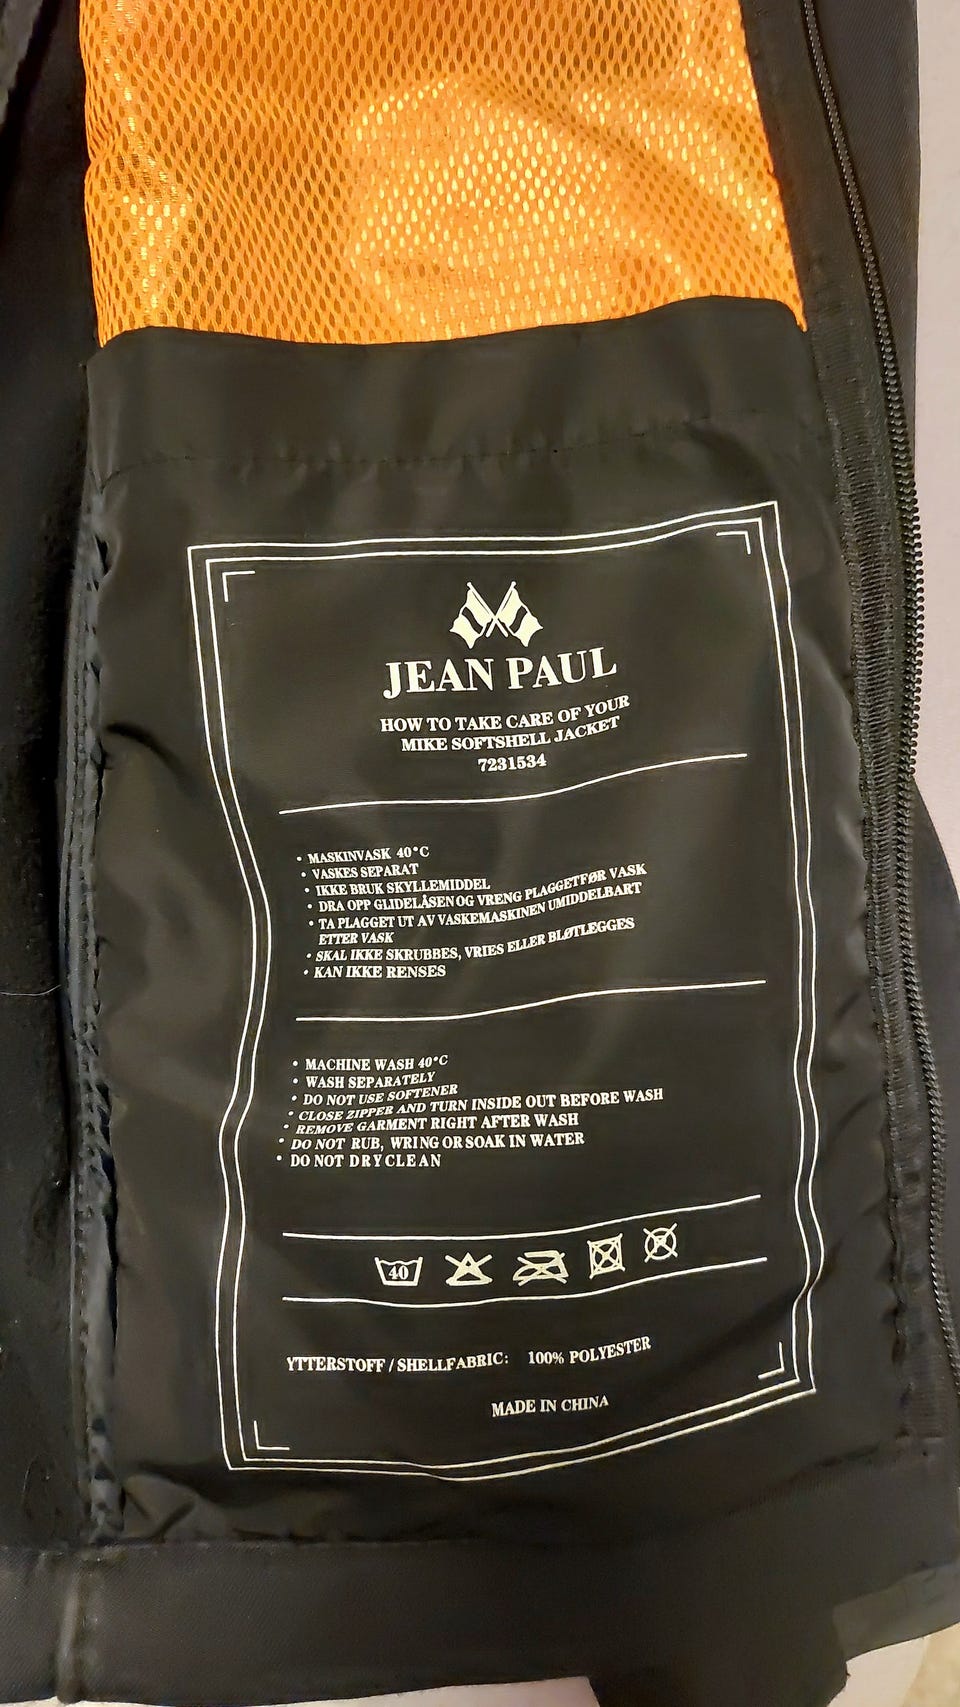 JEAN PAUL
HOW TO TAKE CARE OF YOUR
MIKE SOFTSHELL JACKET
7231534
• MASKINVASK 40°C
• VASKES SEPARAT
• IKKE BRUK SKYLLEMIDDEL
• DRA OPP GLIDELÅSEN OG VRENG PLAGGET FØR VASK
• TA PLAGGET UT AV VASKEMASKINEN UMIDDELBART
ETTER VASK
• SKAL IKKE SKRUBBES, VRIES ELLER BLØTLEGGES
• KAN IKKE RENSES
• MACHINE WASH 40°C
• WASH SEPARATELY
• DO NOT USE SOFTENER
• CLOSE ZIPPER AND TURN INSIDE OUT BEFORE WASH
• REMOVE GARMENT RIGHT AFTER WASH
• DO NOT RUB, WRING OR SOAK IN WATER
• DO NOT DRY CLEAN
40
YTTERSTOFF / SHELLFABRIC: 100% POLYESTER
MADE IN CHINA